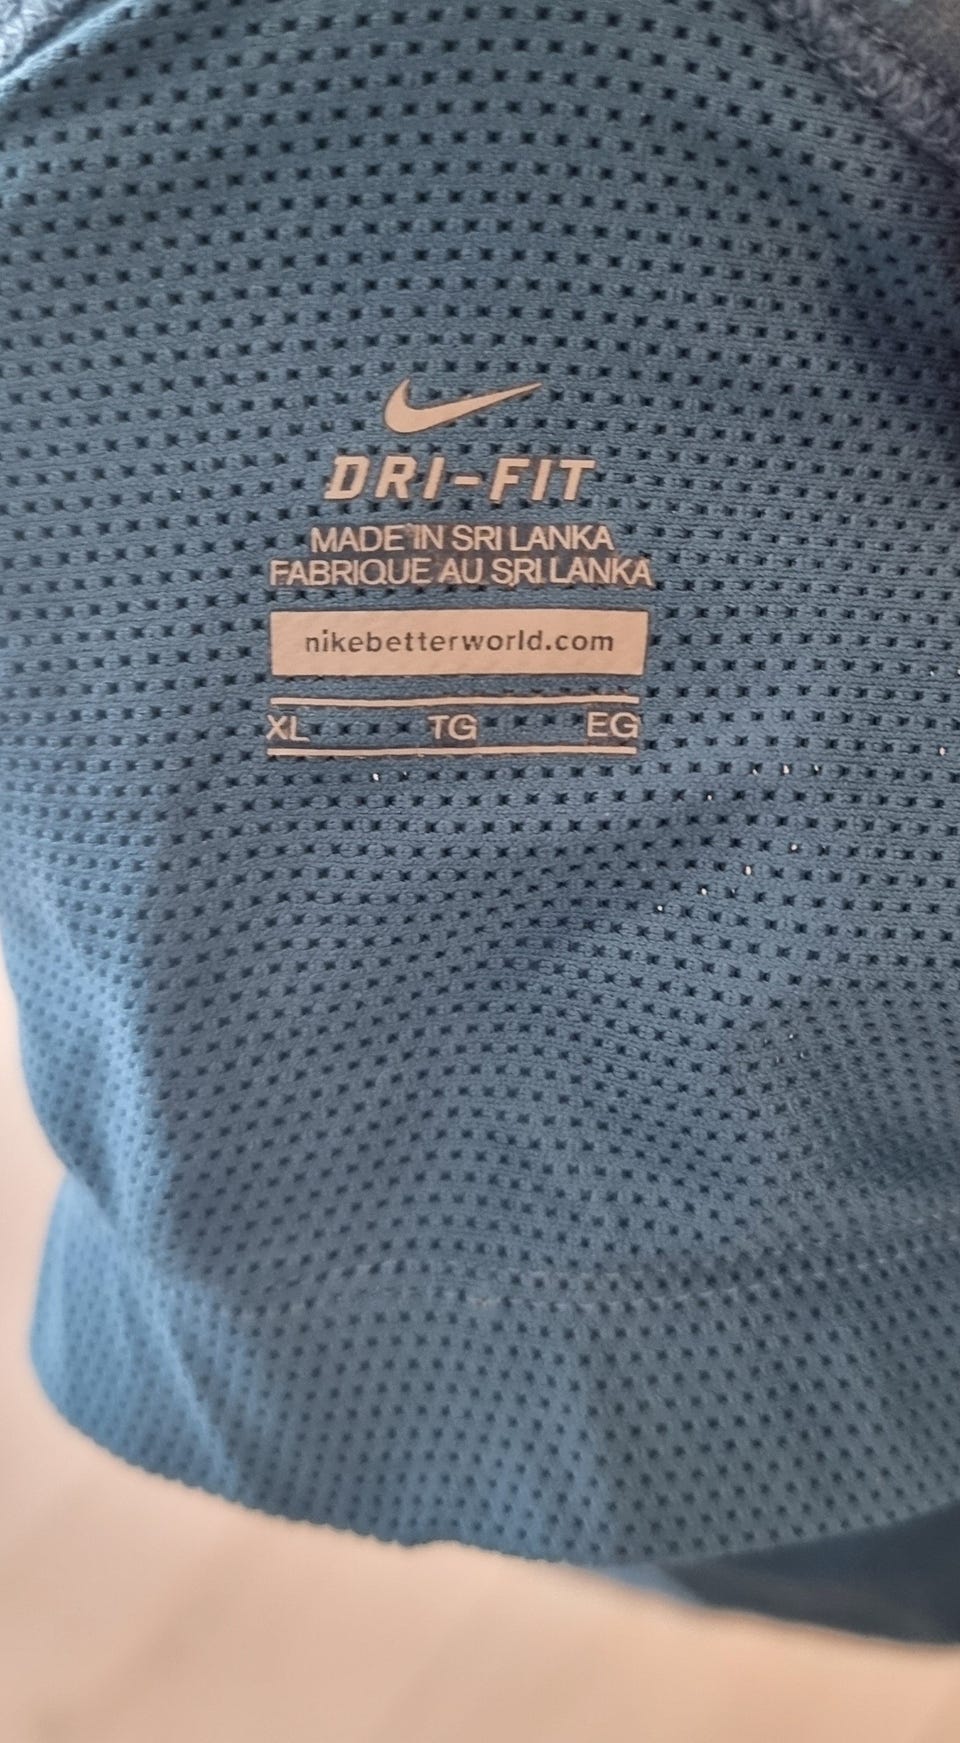 DRI-FIT
MADE IN SRI LANKA
FABRIQUE AU SRI LANKA
nikebetterworld.com
XL TG EG